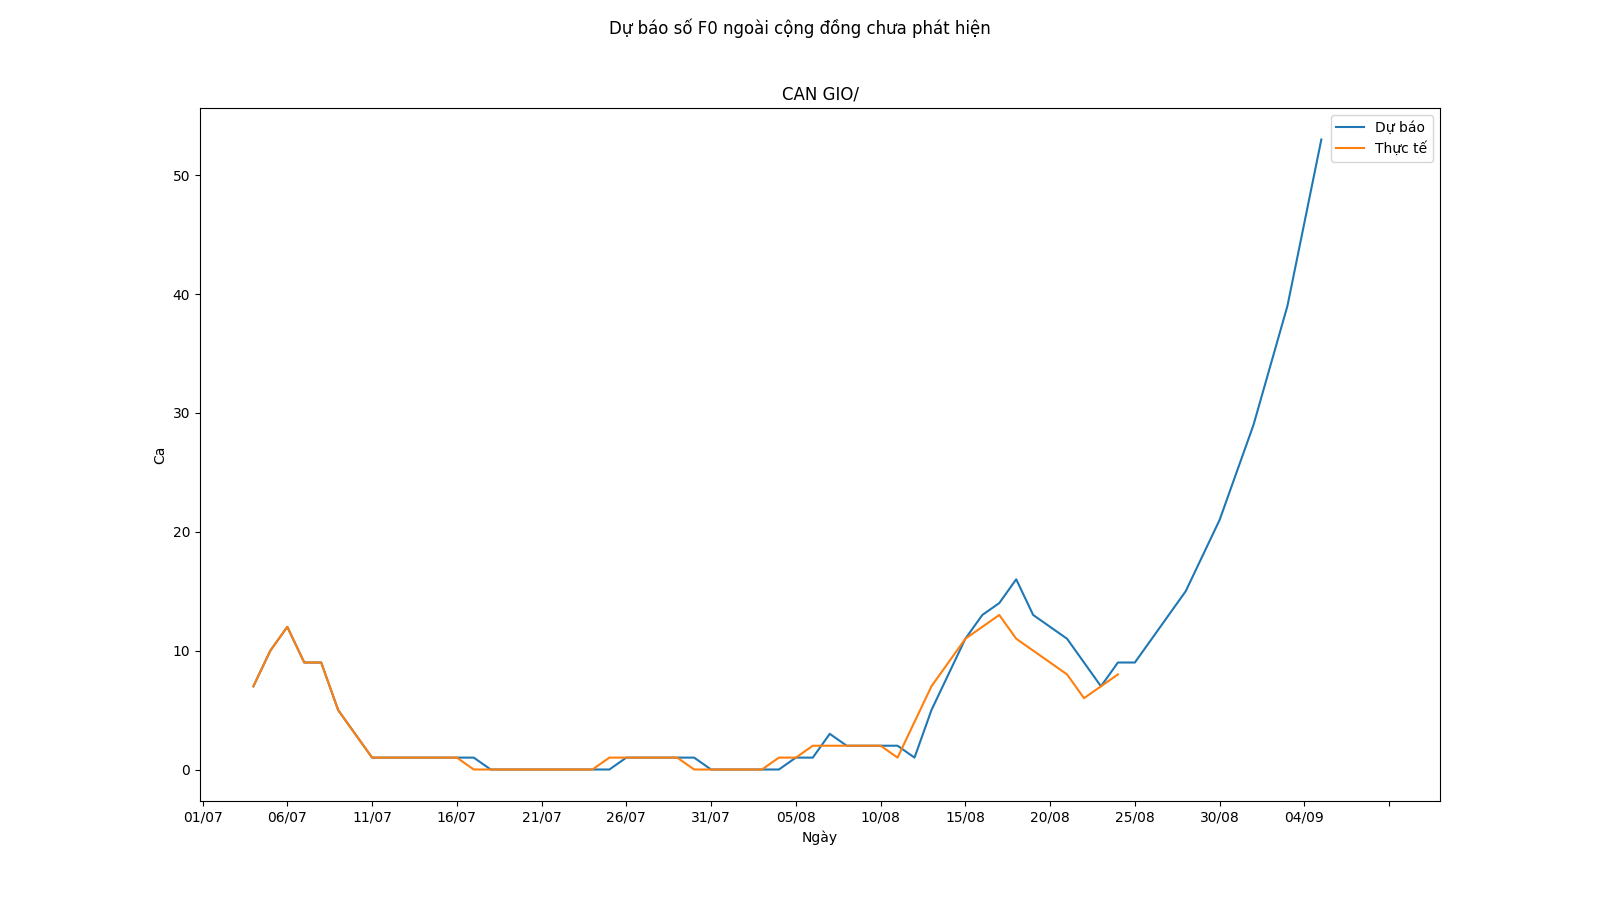 Dự báo số F0 ngoài cộng đồng chưa phát hiện
CAN GIO/
Dự báo
Thực tế
50
40
30
20
10
0
Ca
01/07 06/07 11/07 16/07 21/07 26/07 31/07 05/08 10/08 15/08 20/08 25/08 30/08 04/09
Ngày